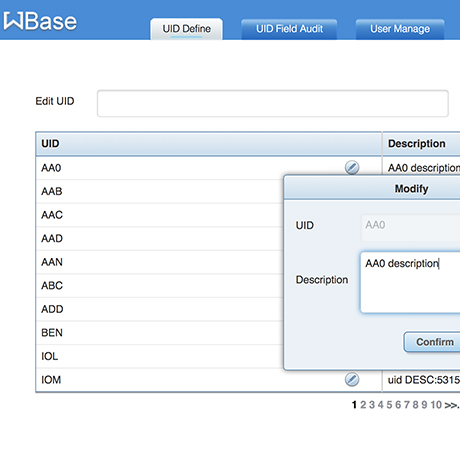 WBase
UID Define
UID Field Audit
User Manage
Edit UID
UID
Description
AA0
AA0 description
AAB
AAC
AAD
AAN
ABC
ADD
BEN
IOL
IOM
uid DESC:5315
Modify
UID
AA0
Description
AA0 description
Confirm
1 2 3 4 5 6 7 8 9 10 >>.